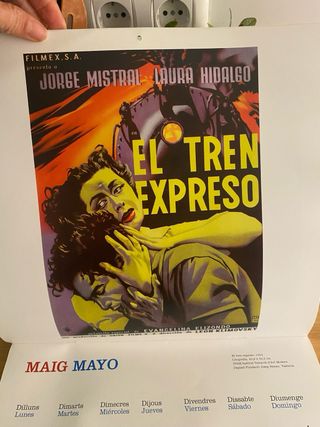 FILMEX, S.A.
presenta a
JORGE MISTRAL LAURA HIDALGO
EL TREN
EXPRESO
EVANGELINA ELIZONDO
MAIG MAYO
Dilluns Dimarts Dimecres Dijous Divendres Dissabte Diumenge
Lunes Martes Miércoles Jueves Viernes Sábado Domingo